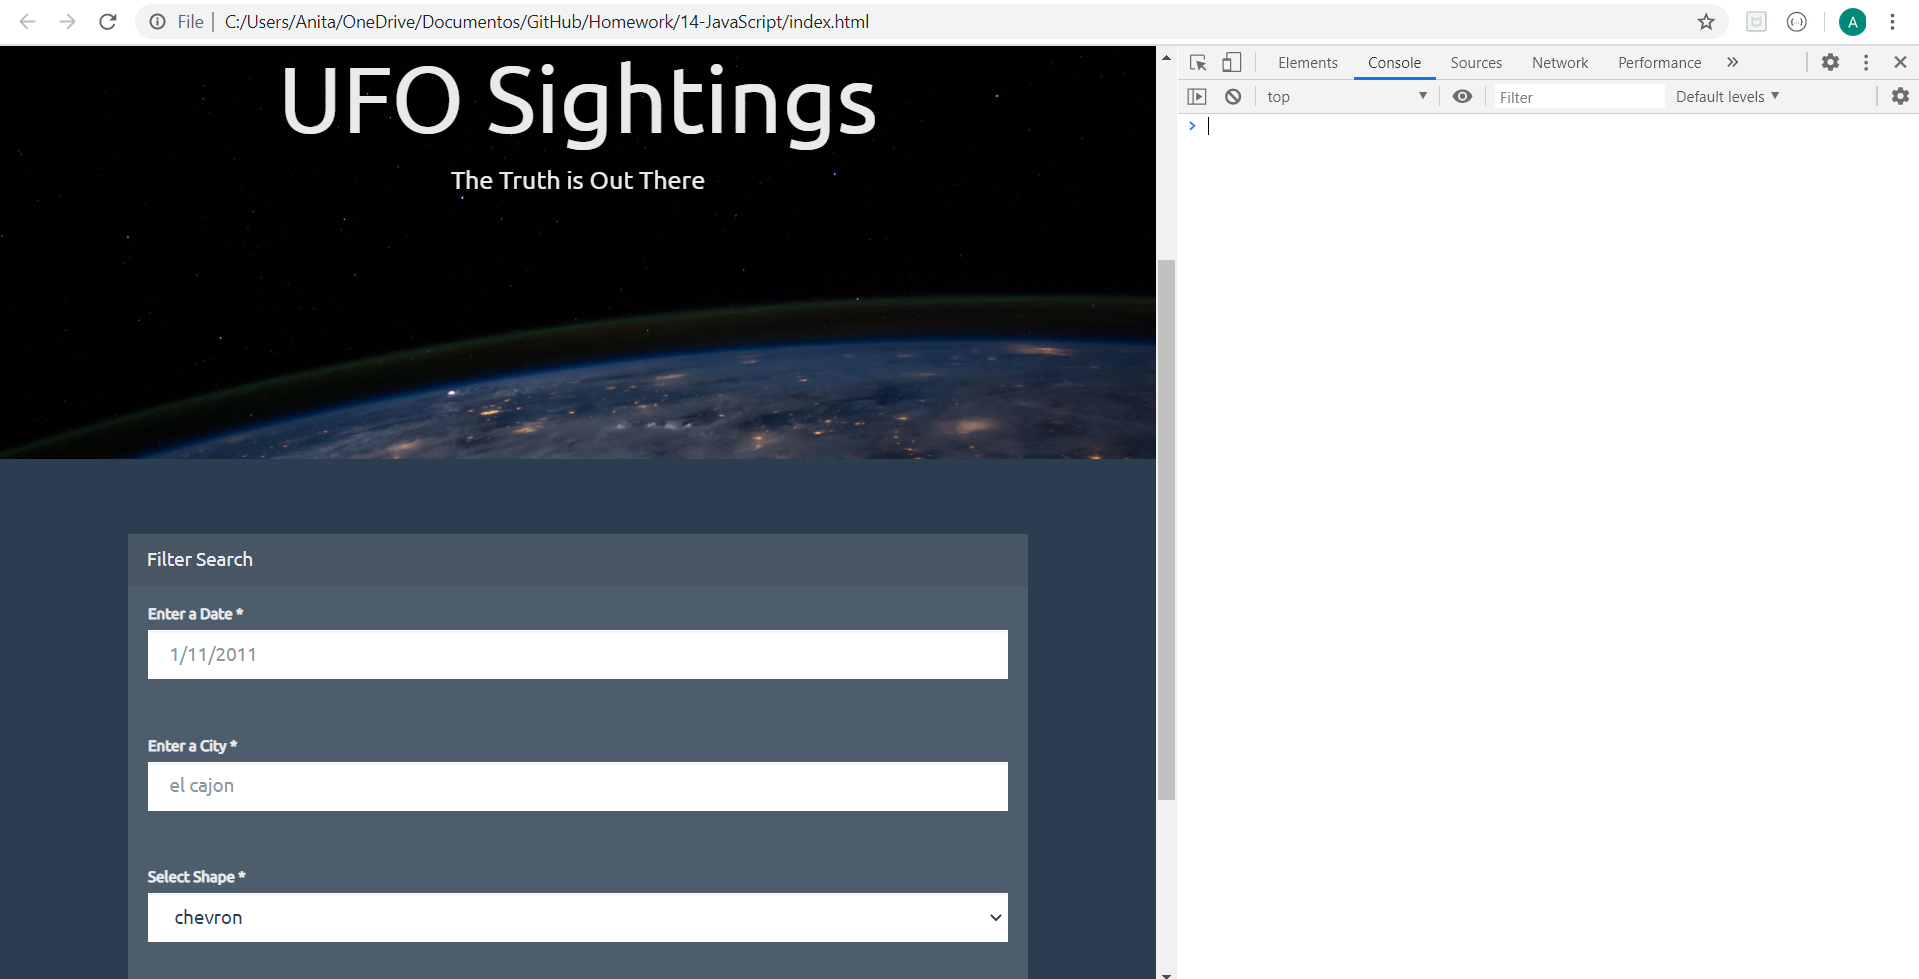 File | C:/Users/Anita/OneDrive/Documentos/GitHub/Homework/14-JavaScript/index.html
A
UFO Sightings
The Truth is Out There
Filter Search
Enter a Date *
1/11/2011
Enter a City *
el cajon
Select Shape *
chevron
Elements Console Sources Network Performance »
top Filter Default levels
>